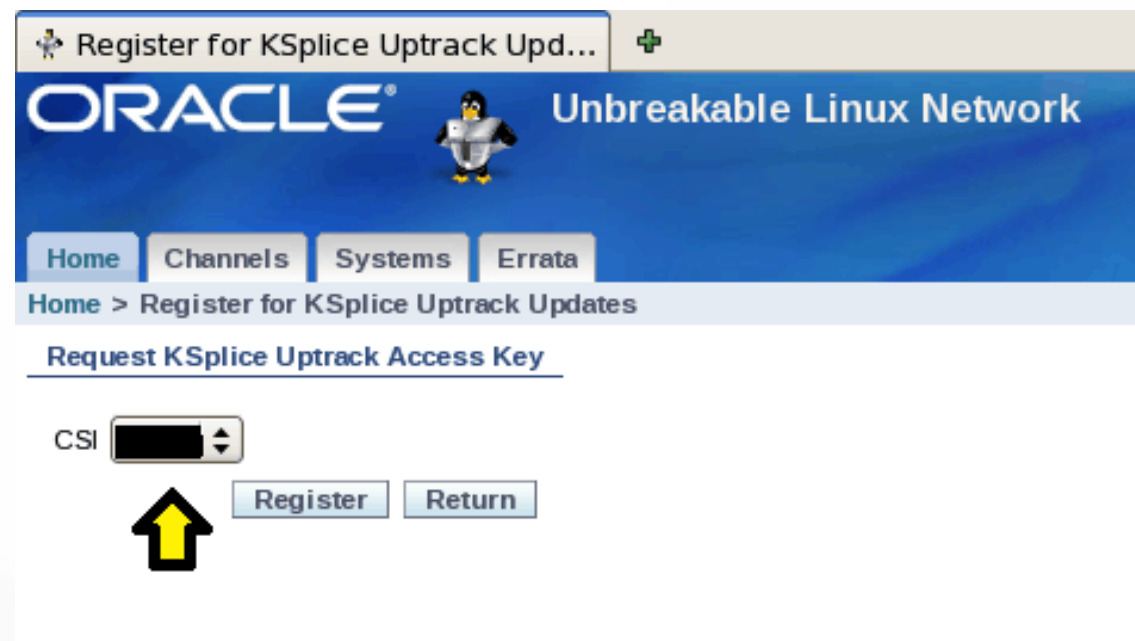 Register for KSplice Uptrack Upd...
ORACLE® Unbreakable Linux Network
Home Channels Systems Errata
Home > Register for KSplice Uptrack Updates
Request KSplice Uptrack Access Key
CSI
Register Return